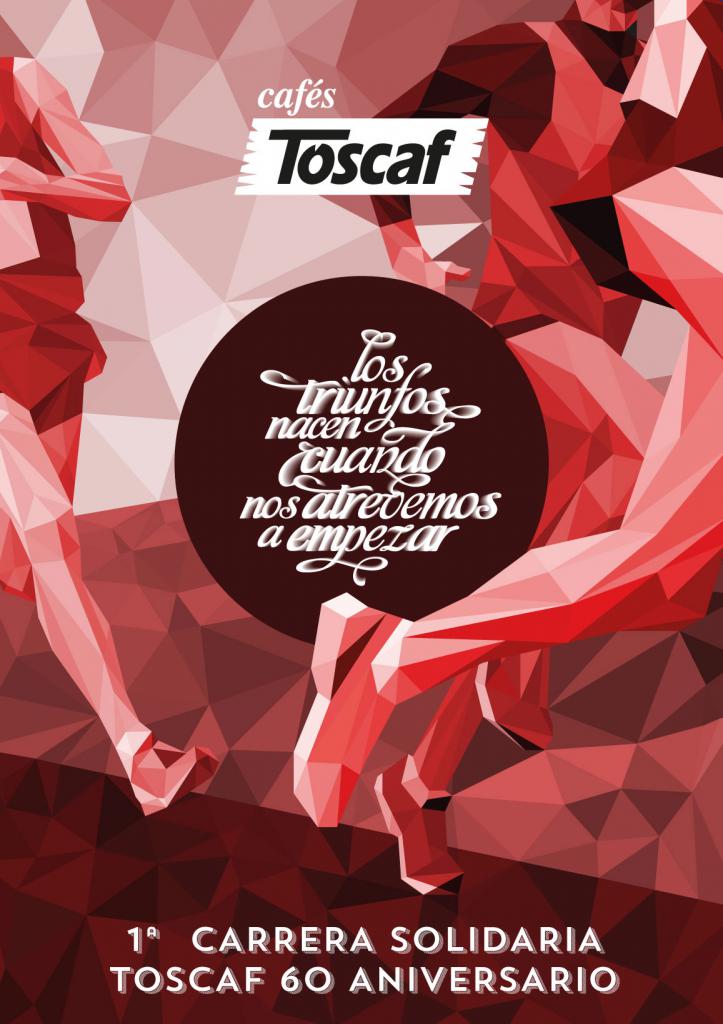 cafés
Toscaf
los
triunfos
nacen
cuando
nos atrevemos
a empezar
1ª CARRERA SOLIDARIA
TOSCAF 60 ANIVERSARIO